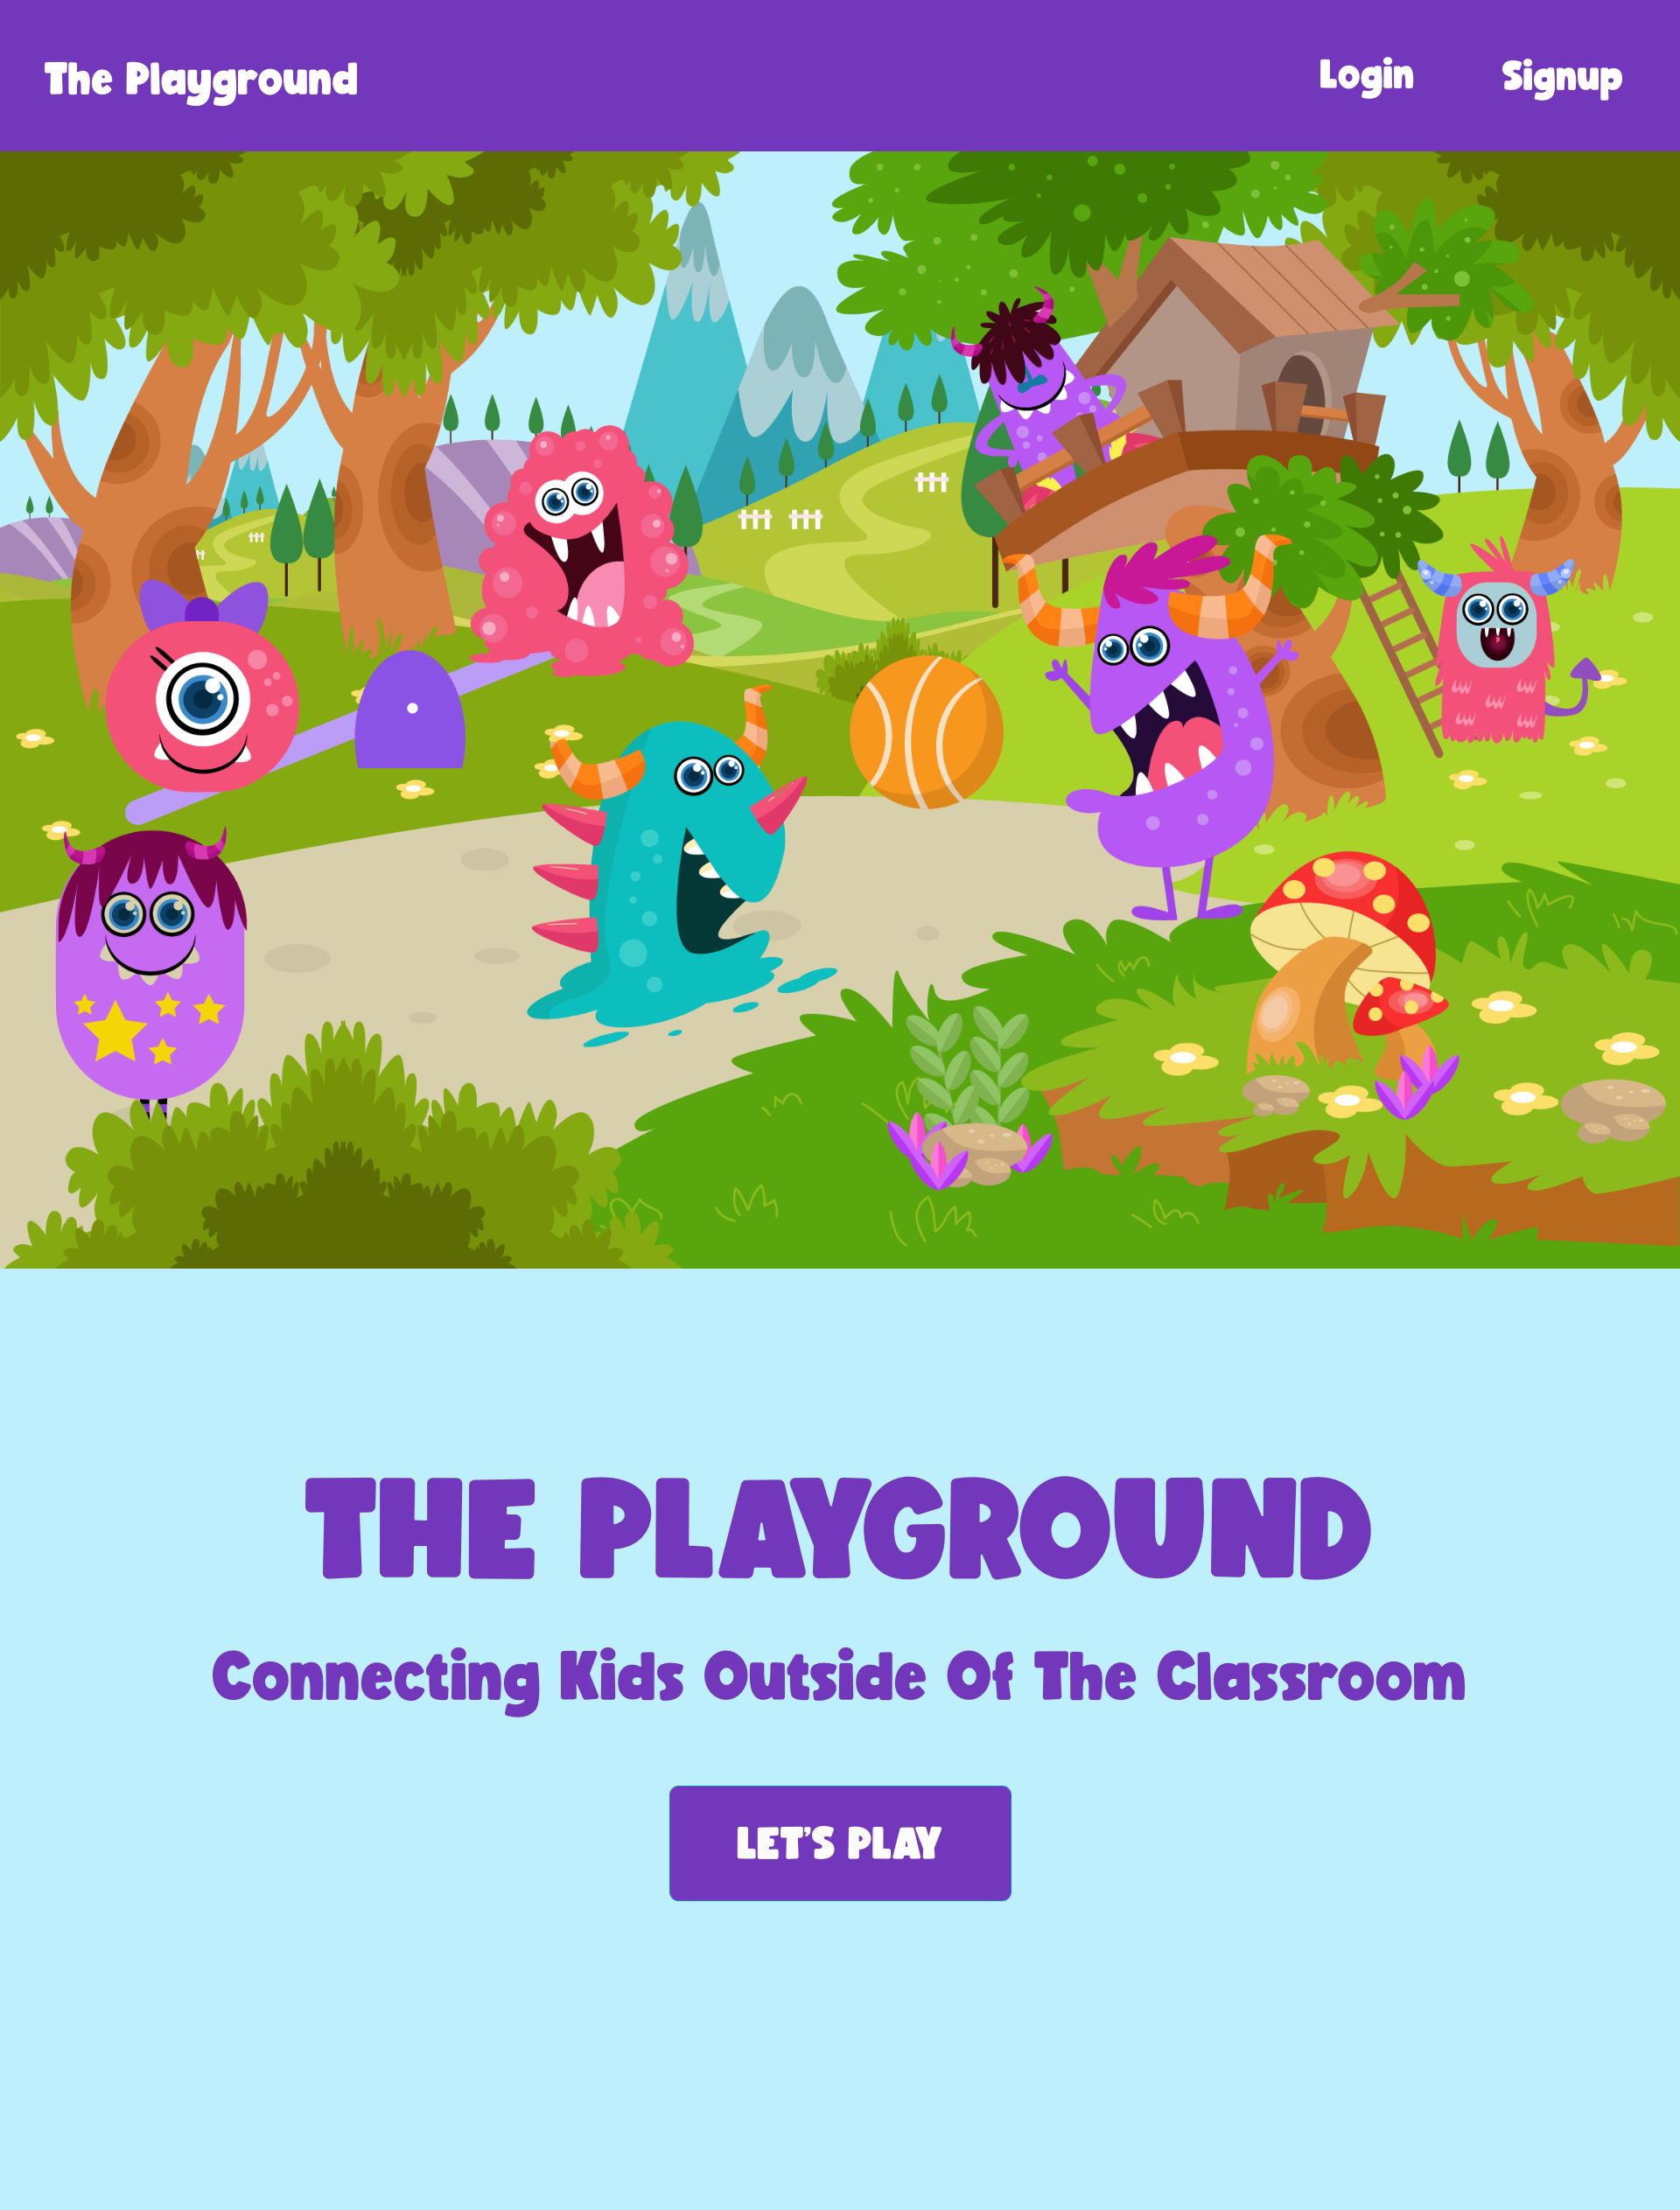 The Playground
Login
Signup
THE PLAYGROUND
Connecting Kids Outside Of The Classroom
LET'S PLAY